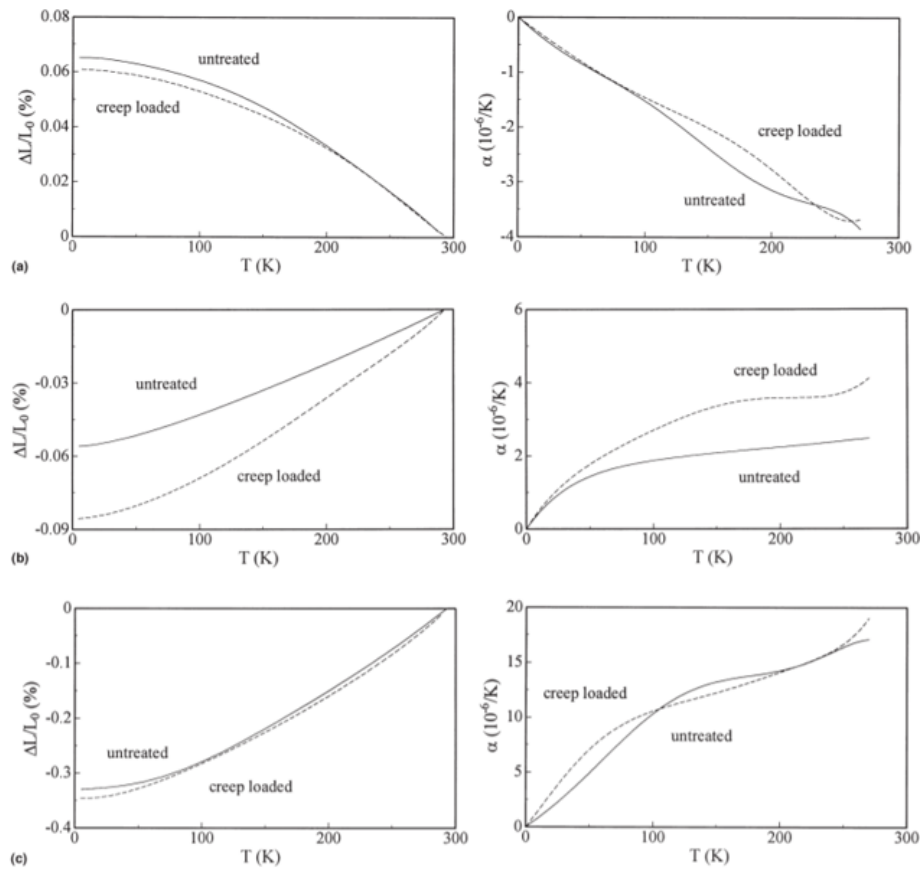 0.08
0.06
0.04
0.02
0
ΔL/L₀ (%)
untreated
creep loaded
0
100
200
300
T (K)
(a)
0
-1
-2
-3
-4
α (10⁻⁶/K)
creep loaded
untreated
0
100
200
300
T (K)
0
-0.03
-0.06
-0.09
ΔL/L₀ (%)
untreated
creep loaded
0
100
200
300
T (K)
(b)
6
4
2
0
α (10⁻⁶/K)
creep loaded
untreated
0
100
200
300
T (K)
0
-0.1
-0.2
-0.3
-0.4
ΔL/L₀ (%)
untreated
creep loaded
0
100
200
300
T (K)
(c)
20
15
10
5
0
α (10⁻⁶/K)
creep loaded
untreated
0
100
200
300
T (K)